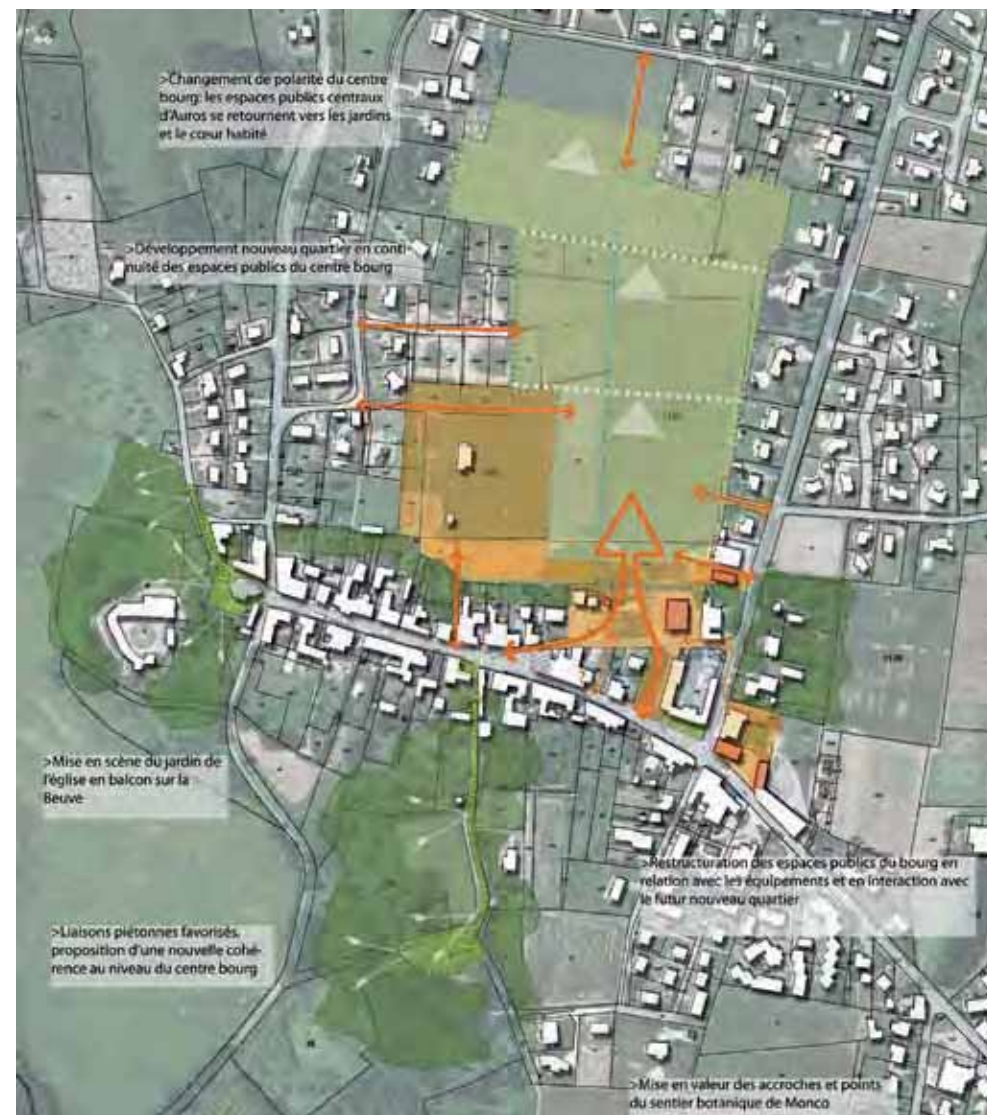 >Changement de polarité du centre
bourg: les espaces publics centraux
d'Auros se retournent vers les jardins
et le cœur habité
>Développement nouveau quartier en conti-
nuité des espaces publics du centre bourg
>Mise en scène du jardin de
l'église en balcon sur la
Beuve
>Restructuration des espaces publics du bourg en
relation avec les équipements et en interaction avec
le futur nouveau quartier
>Liaisons piétonnes favorisés,
proposition d'une nouvelle cohé-
rence au niveau du centre bourg
>Mise en valeur des accroches et points
du sentier botanique de Monco